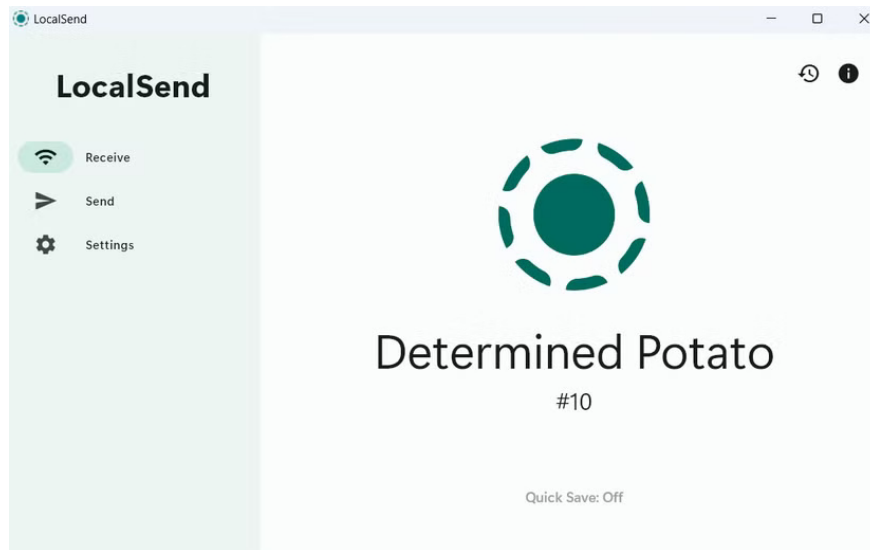 LocalSend
LocalSend
Receive
Send
Settings
Determined Potato
#10
Quick Save: Off